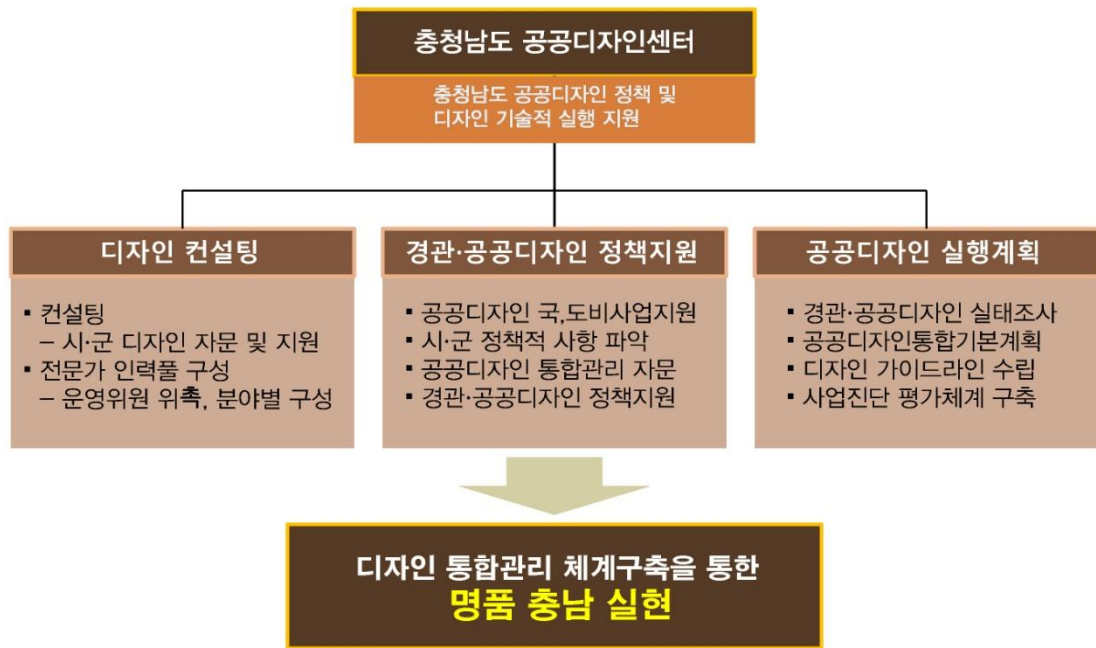 충청남도 공공디자인센터
충청남도 공공디자인 정책 및
디자인 기술적 실행 지원
디자인 컨설팅
▪ 컨설팅
– 시·군 디자인 자문 및 지원
▪ 전문가 인력풀 구성
– 운영위원 위촉, 분야별 구성
경관·공공디자인 정책지원
▪ 공공디자인 국,도비사업지원
▪ 시·군 정책적 사항 파악
▪ 공공디자인 통합관리 자문
▪ 경관·공공디자인 정책지원
공공디자인 실행계획
▪ 경관·공공디자인 실태조사
▪ 공공디자인통합기본계획
▪ 디자인 가이드라인 수립
▪ 사업진단 평가체계 구축
디자인 통합관리 체계구축을 통한
명품 충남 실현